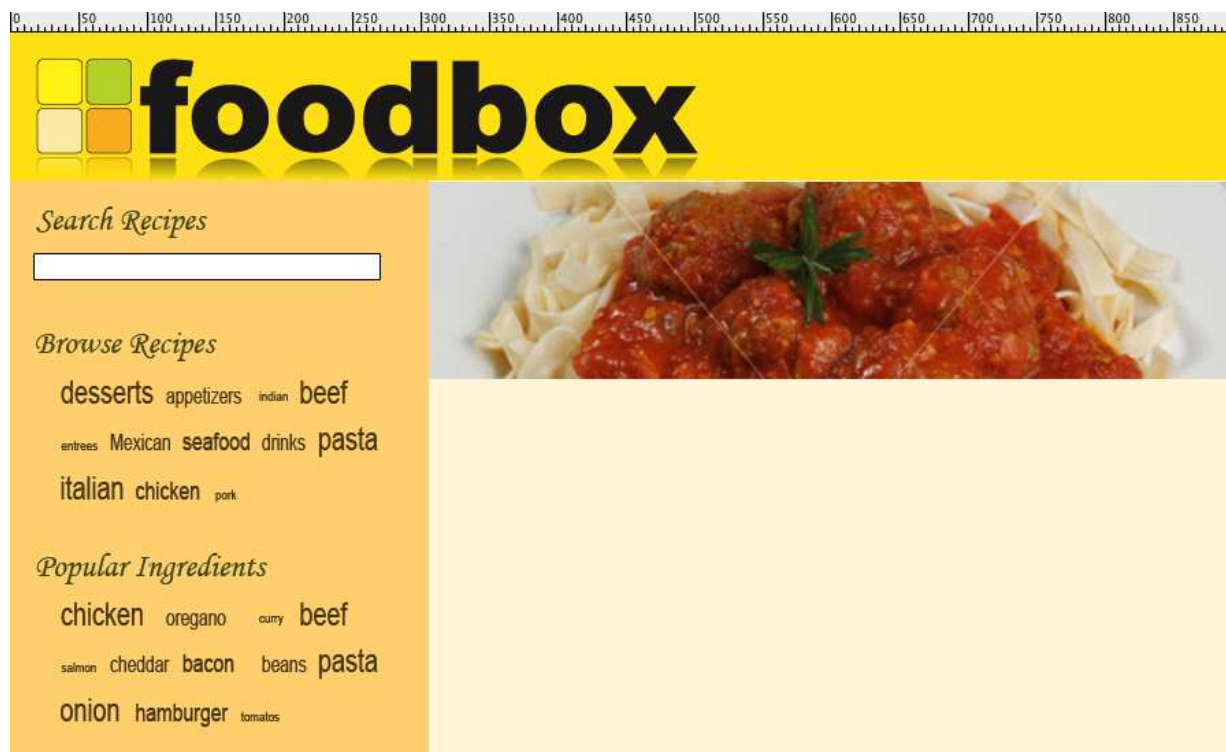 0 50 100 150 200 250 300 350 400 450 500 550 600 650 700 750 800 850
foodbox
Search Recipes
Browse Recipes
desserts appetizers indian beef
entrees Mexican seafood drinks pasta
italian chicken pork
Popular Ingredients
chicken oregano curry beef
salmon cheddar bacon beans pasta
onion hamburger tomatos